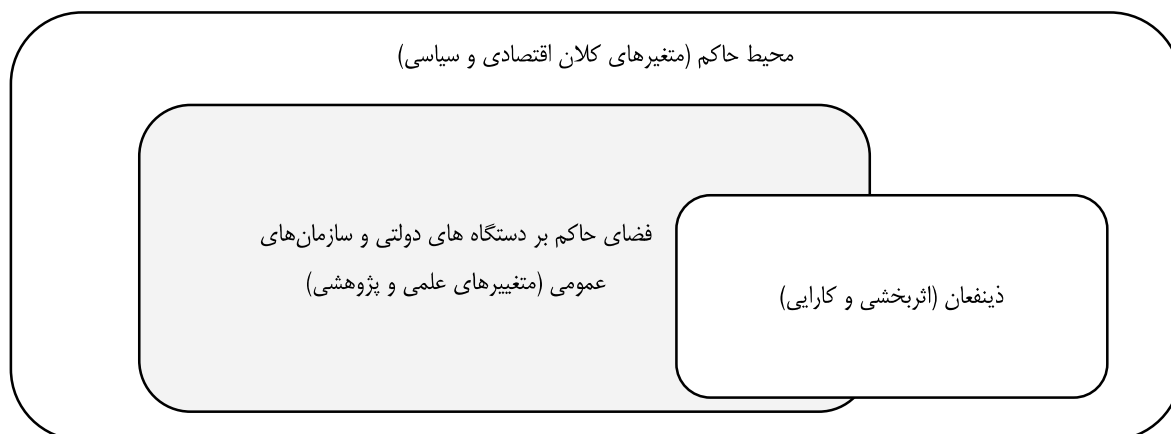 محیط حاکم (متغیرهای کلان اقتصادی و سیاسی)
فضای حاکم بر دستگاه های دولتی و سازمان‌های
عمومی (متغییرهای علمی و پژوهشی)
ذینفعان (اثربخشی و کارایی)